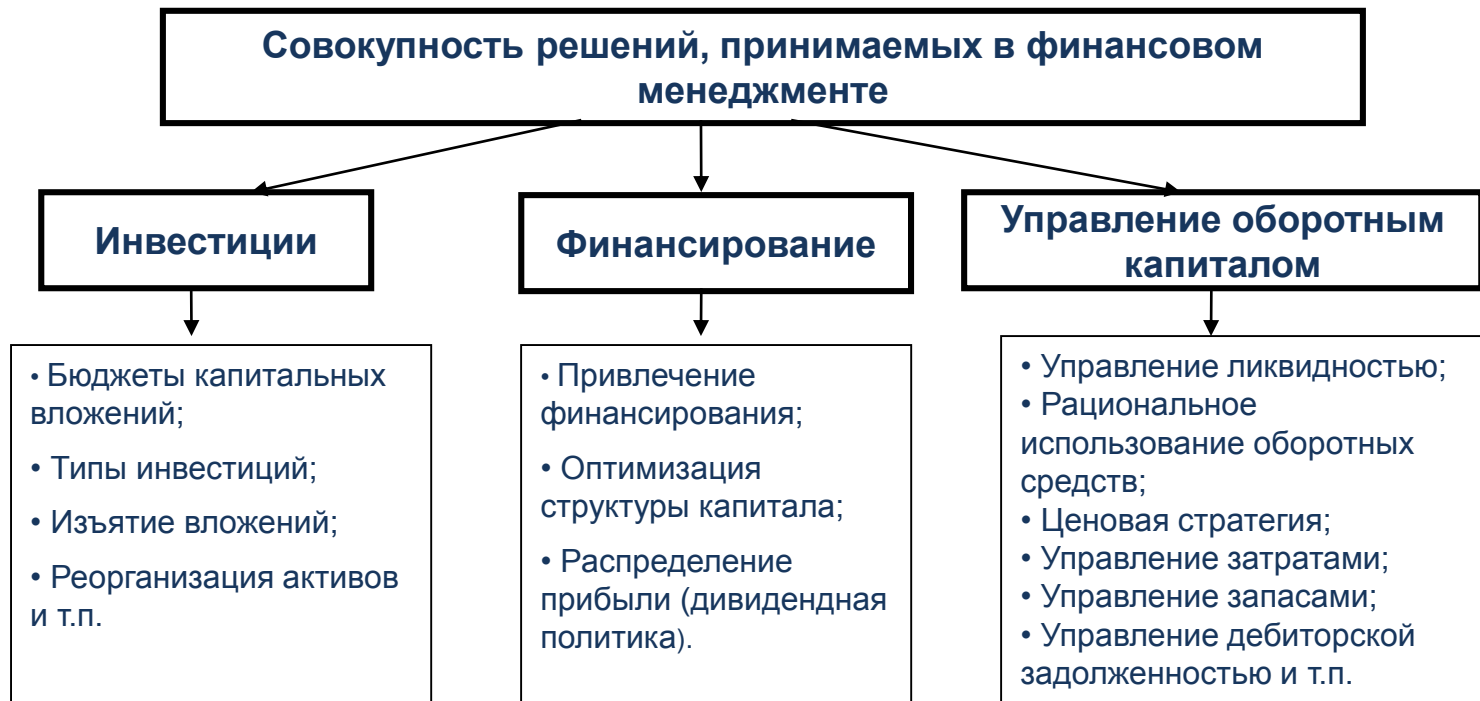 Совокупность решений, принимаемых в финансовом
менеджменте
Инвестиции
Финансирование
Управление оборотным
капиталом
• Бюджеты капитальных
вложений;
• Типы инвестиций;
• Изъятие вложений;
• Реорганизация активов
и т.п.
• Привлечение
финансирования;
• Оптимизация
структуры капитала;
• Распределение
прибыли (дивидендная
политика).
• Управление ликвидностью;
• Рациональное
использование оборотных
средств;
• Ценовая стратегия;
• Управление затратами;
• Управление запасами;
• Управление дебиторской
задолженностью и т.п.